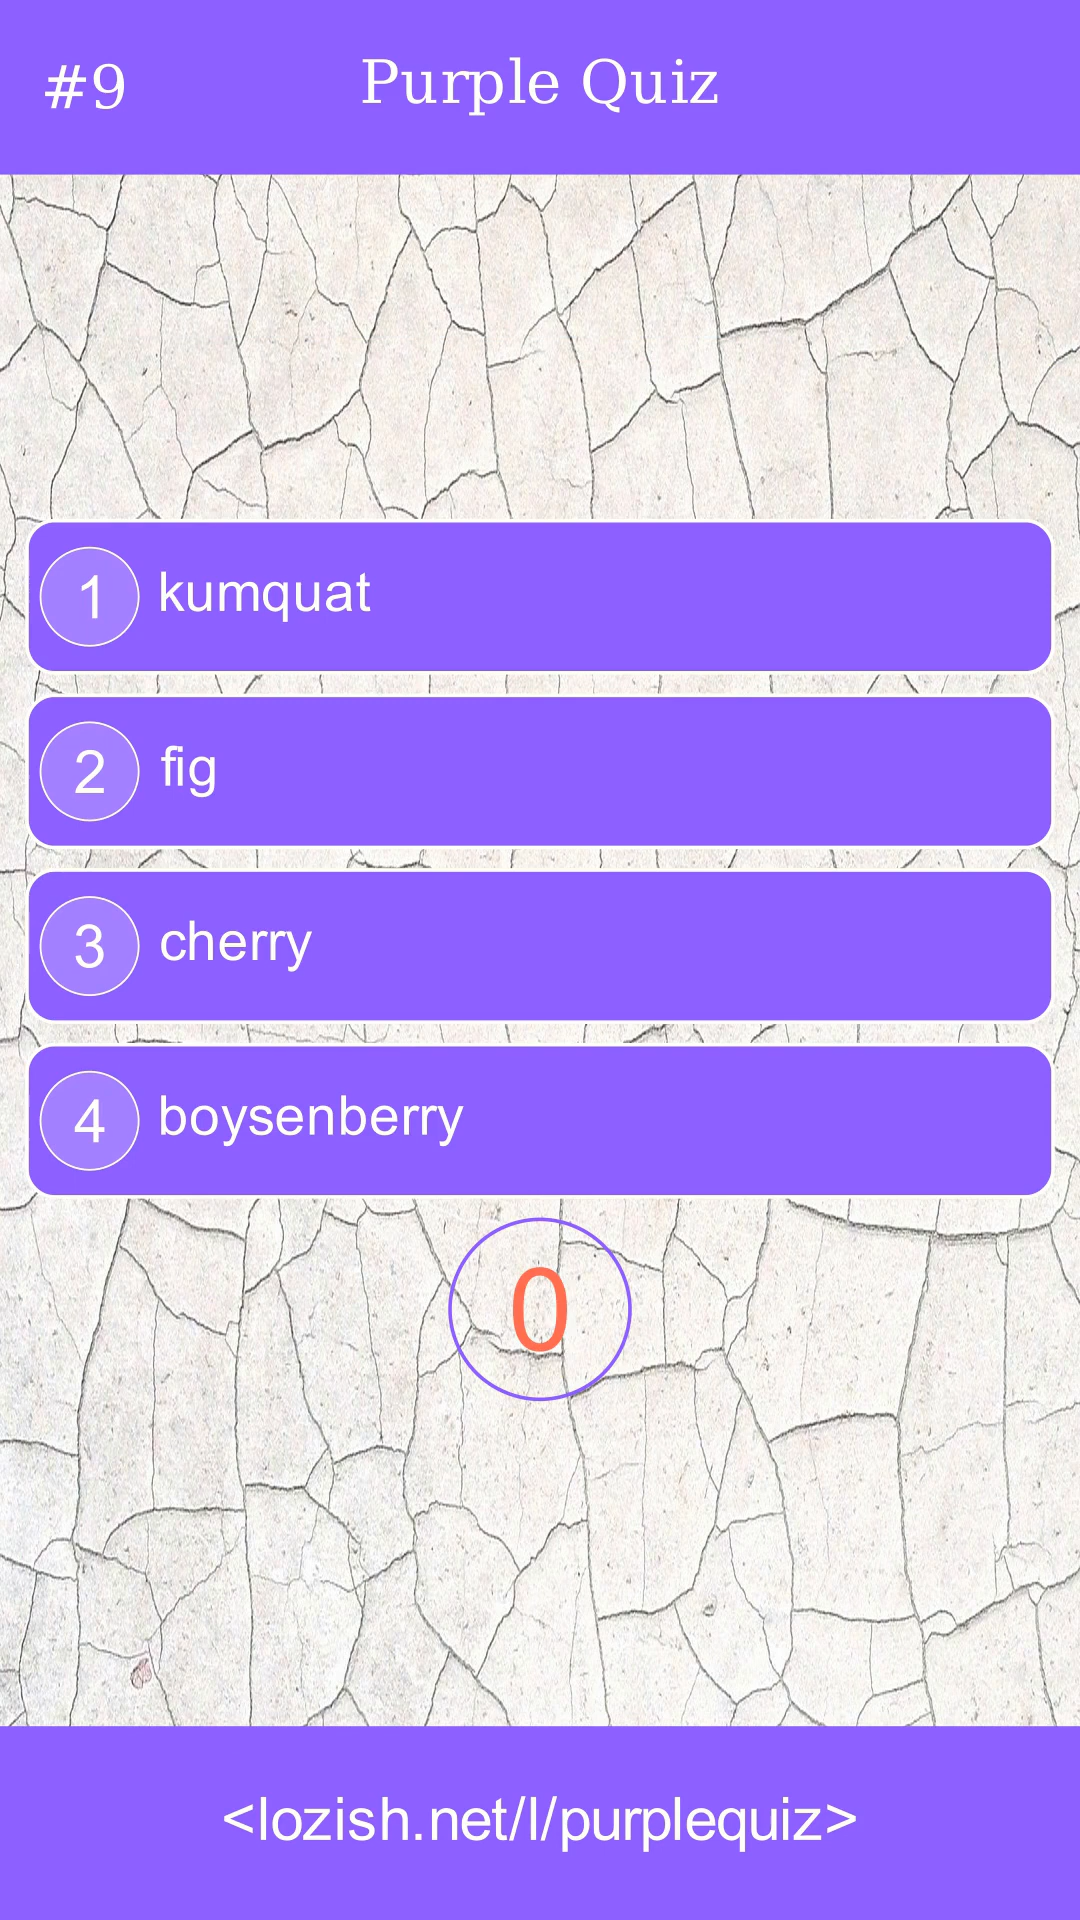 #9
Purple Quiz
1 kumquat
2 fig
3 cherry
4 boysenberry
0
<lozish.net/l/purplequiz>